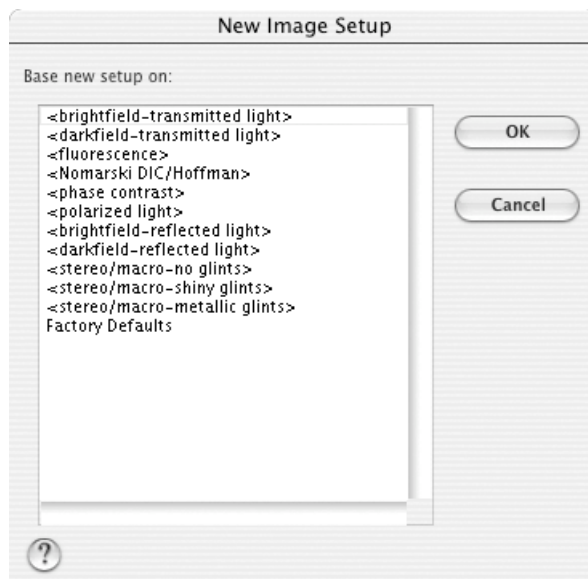 New Image Setup
Base new setup on:
<brightfield-transmitted light>
<darkfield-transmitted light>
<fluorescence>
<Nomarski DIC/Hoffman>
<phase contrast>
<polarized light>
<brightfield-reflected light>
<darkfield-reflected light>
<stereo/macro-no glints>
<stereo/macro-shiny glints>
<stereo/macro-metallic glints>
Factory Defaults
OK
Cancel
?